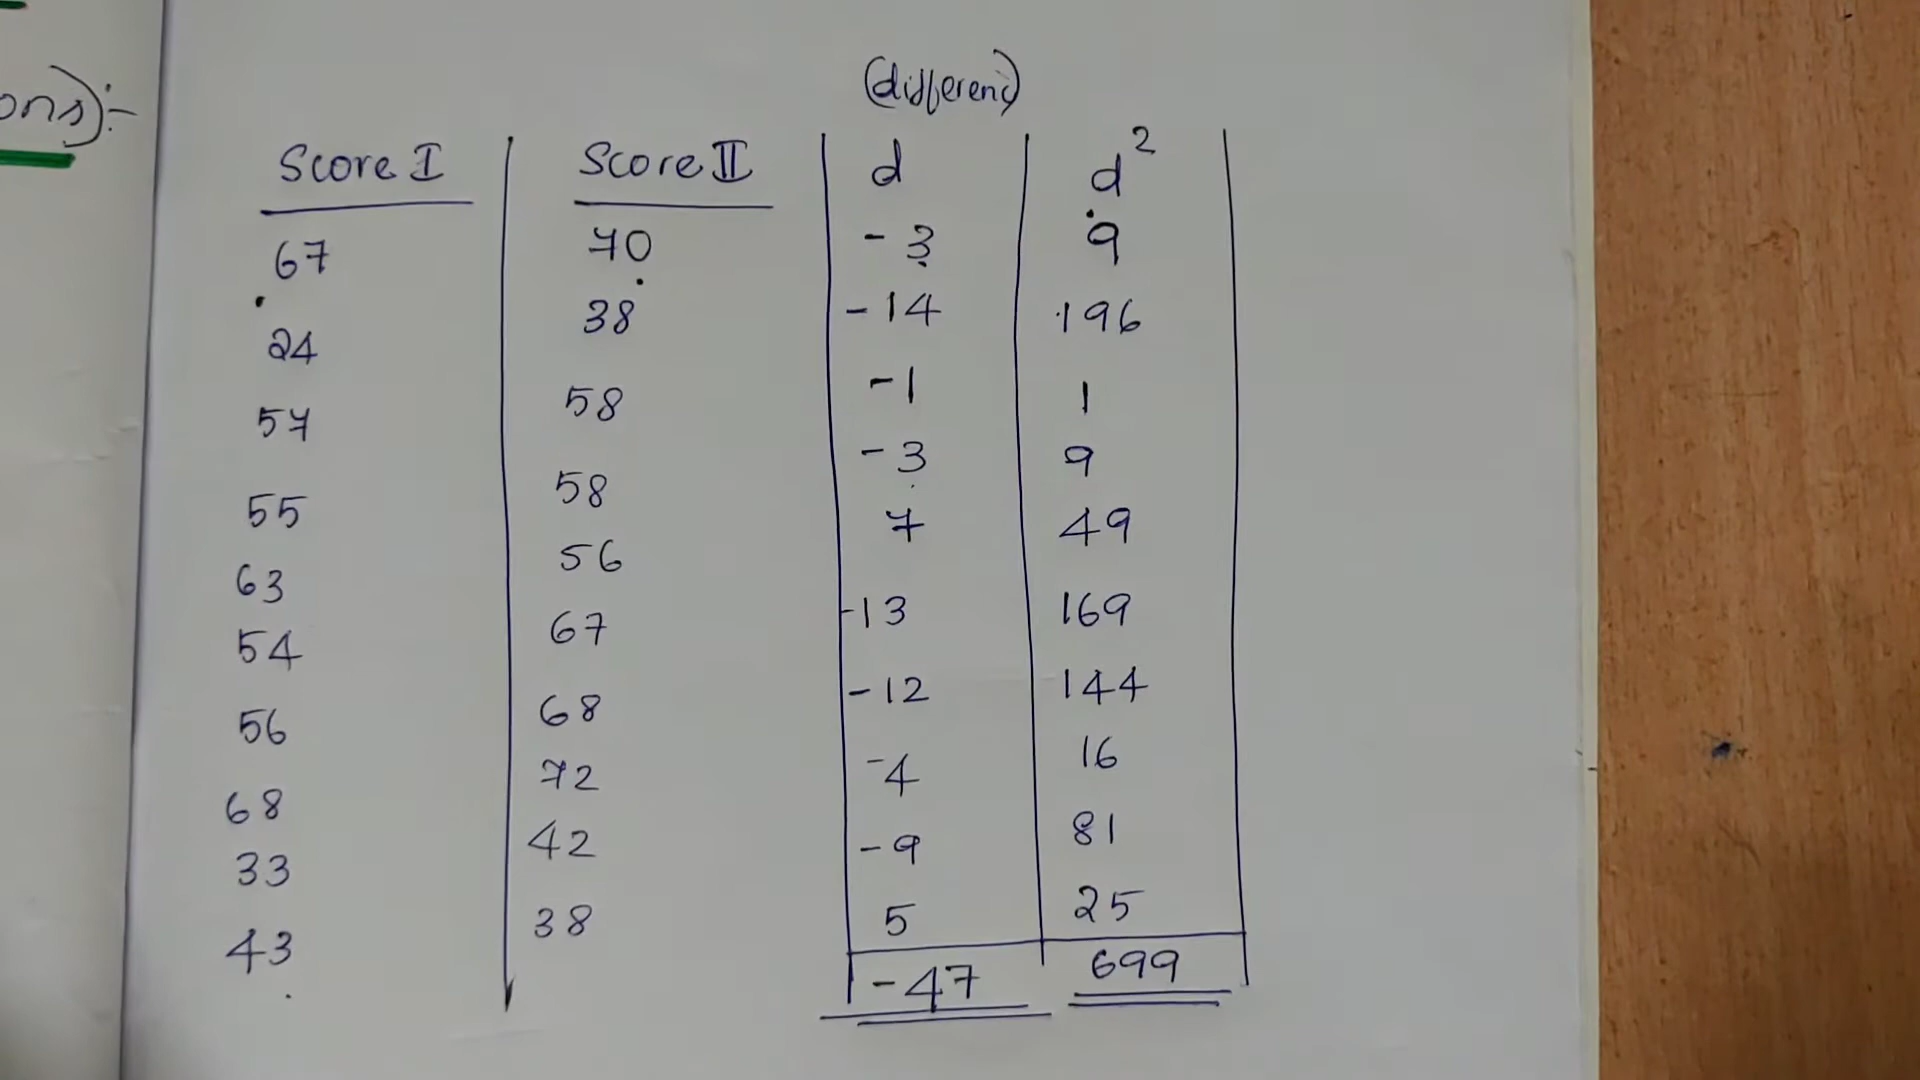 ons):-
(differenc)
Score I Score II d d²
67 70 -3 9
24 38 -14 196
57 58 -1 1
55 58 -3 9
63 56 7 49
54 67 -13 169
56 68 -12 144
68 72 -4 16
33 42 -9 81
43 38 5 25
-47 699